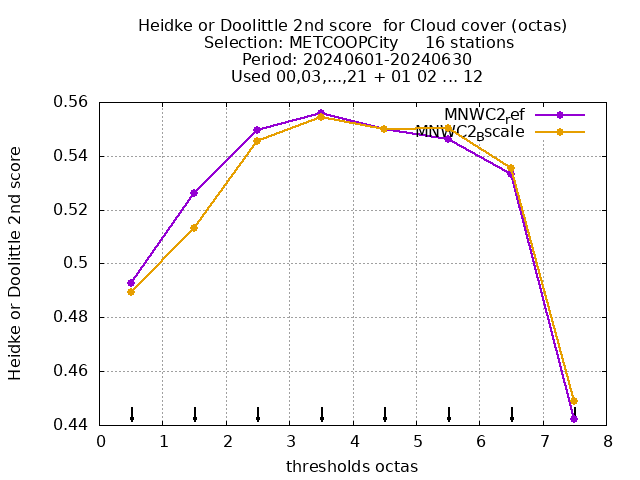 Heidke or Doolittle 2nd score  for Cloud cover (octas)
Selection: METCOOPCity     16 stations
Period: 20240601-20240630
Used 00,03,...,21 + 01 02 ... 12
MNWC2_ref
MNWC2_Bscale
0.56
0.54
0.52
0.5
0.48
0.46
0.44
Heidke or Doolittle 2nd score
0 1 2 3 4 5 6 7 8
thresholds octas